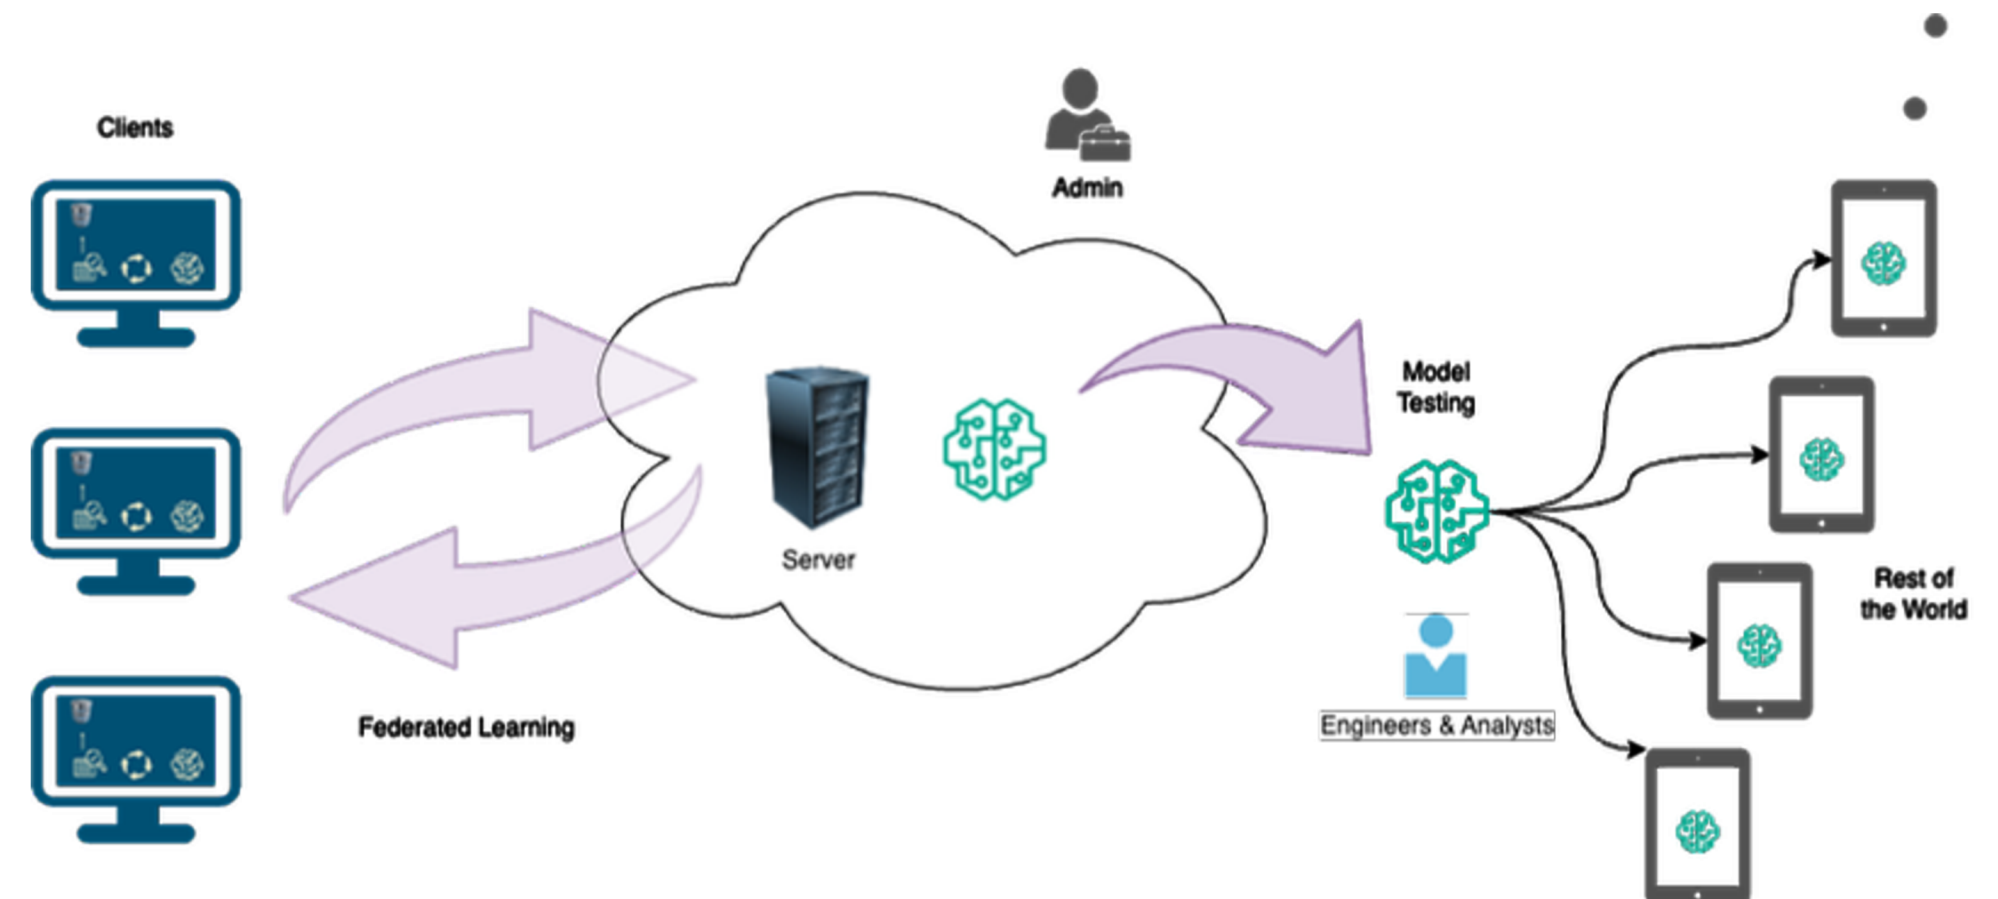 Clients
Admin
Model
Testing
Server
Rest of
the World
Federated Learning
Engineers & Analysts